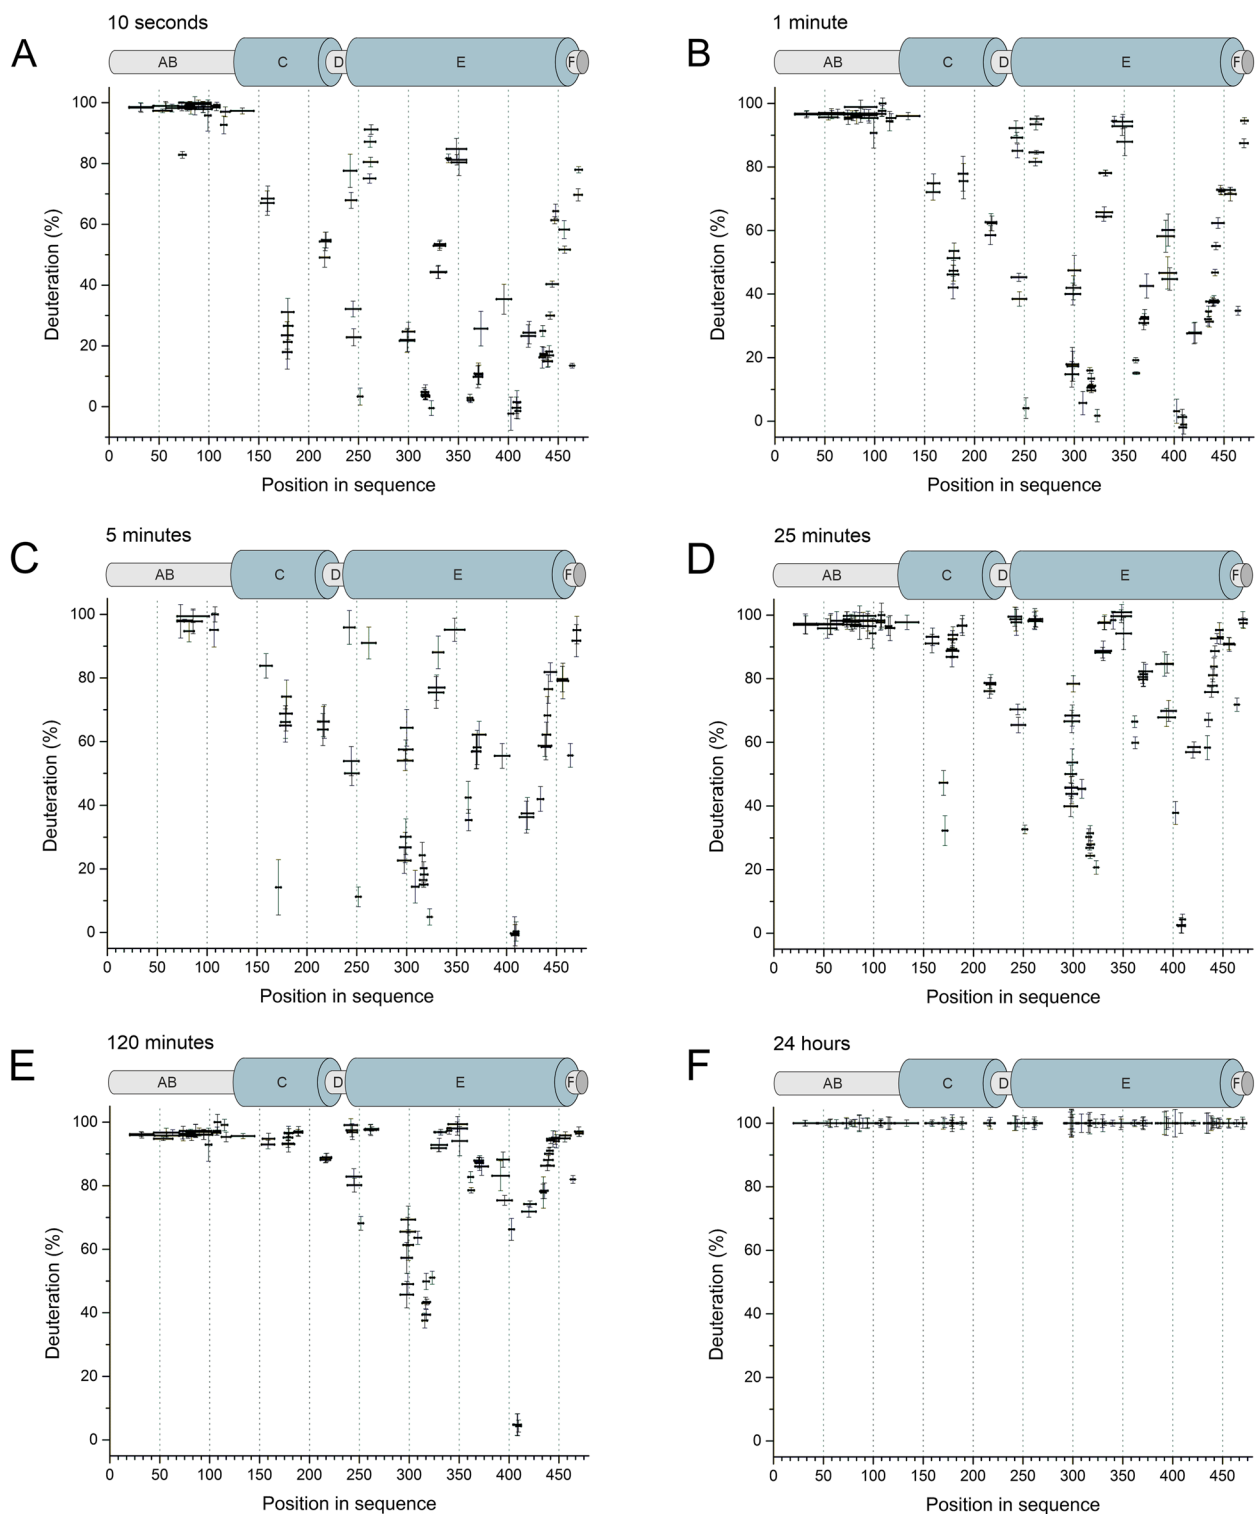 10 seconds
A
AB C D E F
100
80
60
40
20
0
Deuteration (%)
0 50 100 150 200 250 300 350 400 450
Position in sequence
1 minute
B
AB C D E F
100
80
60
40
20
0
Deuteration (%)
0 50 100 150 200 250 300 350 400 450
Position in sequence
5 minutes
C
AB C D E F
100
80
60
40
20
0
Deuteration (%)
0 50 100 150 200 250 300 350 400 450
Position in sequence
25 minutes
D
AB C D E F
100
80
60
40
20
0
Deuteration (%)
0 50 100 150 200 250 300 350 400 450
Position in sequence
120 minutes
E
AB C D E F
100
80
60
40
20
0
Deuteration (%)
0 50 100 150 200 250 300 350 400 450
Position in sequence
24 hours
F
AB C D E F
100
80
60
40
20
0
Deuteration (%)
0 50 100 150 200 250 300 350 400 450
Position in sequence